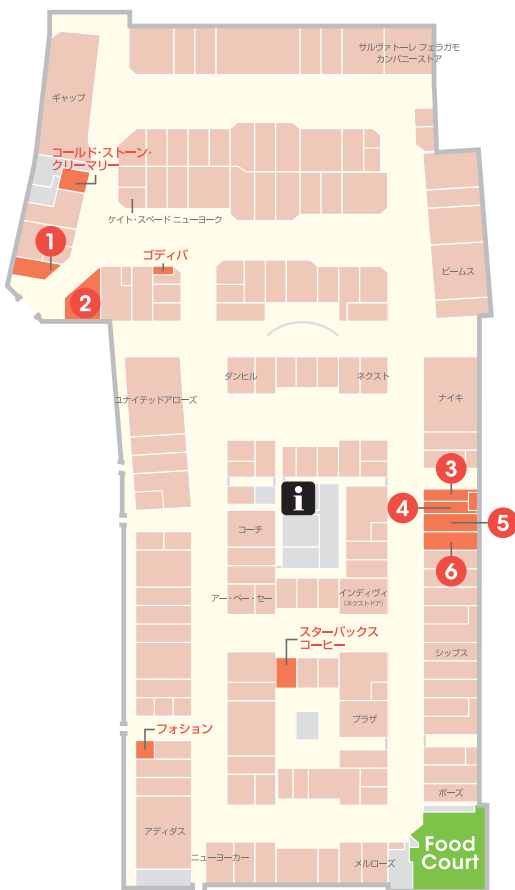 サルヴァトーレ フェラガモ
カンパニーストア
ギャップ
コールド・ストーン・
クリーマリー
ケイト・スペード ニューヨーク
1
ゴディバ
ビームス
2
ダンヒル
ネクスト
ナイキ
ユナイテッドアローズ
3
i
4
5
コーチ
6
アー・ペー・セー
インディヴィ
(ネクストドア)
スターバックス
コーヒー
シップス
プラザ
フォション
ボーズ
アディダス
Food
Court
ニューヨーカー
メルローズ